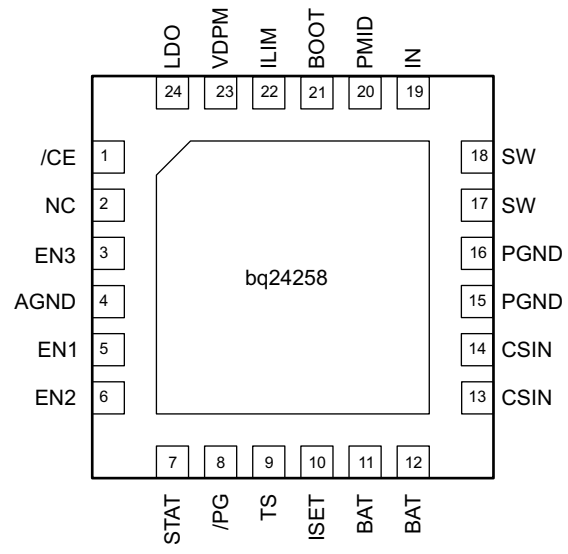 LDO
VDPM
ILIM
BOOT
PMID
IN
24
23
22
21
20
19
/CE 1
NC 2
EN3 3
AGND 4
EN1 5
EN2 6
18 SW
17 SW
16 PGND
15 PGND
14 CSIN
13 CSIN
bq24258
7
8
9
10
11
12
STAT
/PG
TS
ISET
BAT
BAT